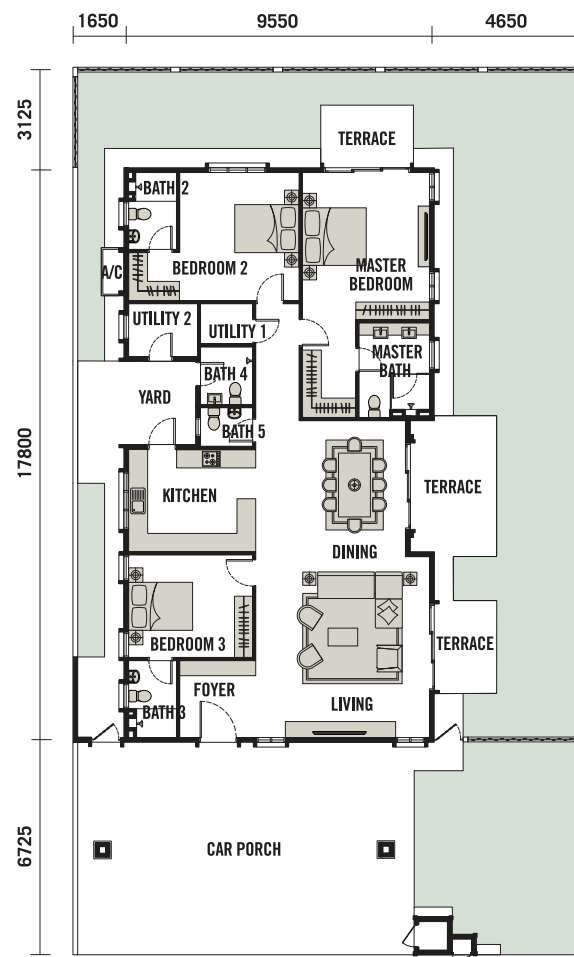 1650
9550
4650
3125
17800
6725
TERRACE
BATH 2
BEDROOM 2
MASTER
BEDROOM
A/C
UTILITY 2
UTILITY 1
MASTER
BATH
BATH 4
YARD
BATH 5
TERRACE
KITCHEN
DINING
BEDROOM 3
TERRACE
FOYER
BATH 3
LIVING
CAR PORCH